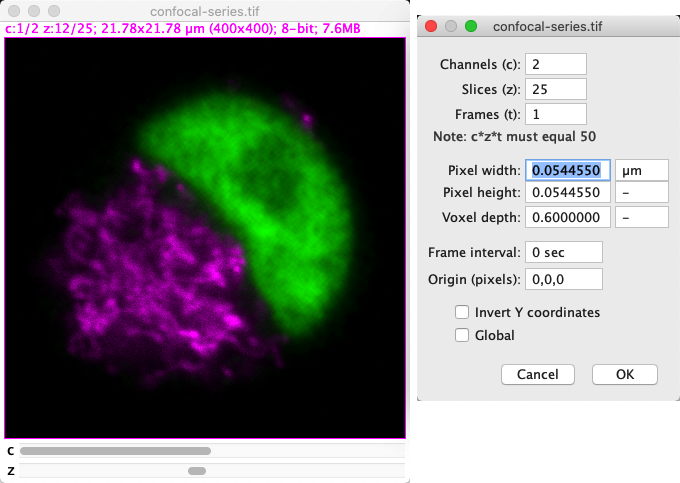 confocal-series.tif
c:1/2 z:12/25; 21.78x21.78 µm (400x400); 8-bit; 7.6MB
c
z
confocal-series.tif
Channels (c): 2
Slices (z): 25
Frames (t): 1
Note: c*z*t must equal 50
Pixel width: 0.0544550 µm
Pixel height: 0.0544550 –
Voxel depth: 0.6000000 –
Frame interval: 0 sec
Origin (pixels): 0,0,0
Invert Y coordinates
Global
Cancel OK